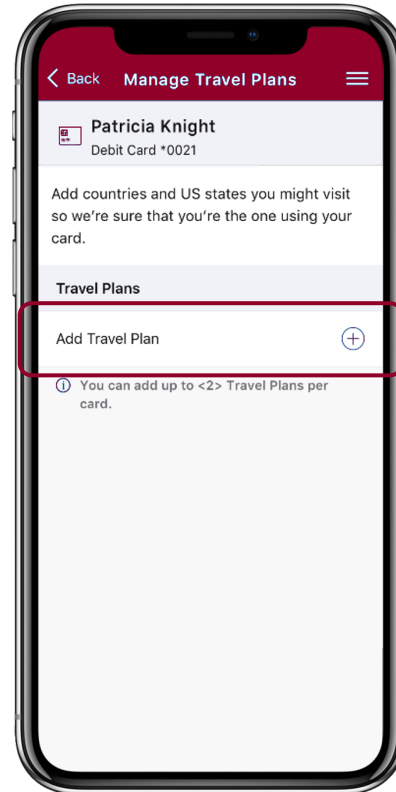 Back Manage Travel Plans
Patricia Knight
Debit Card *0021
Add countries and US states you might visit
so we're sure that you're the one using your
card.
Travel Plans
Add Travel Plan
You can add up to <2> Travel Plans per
card.